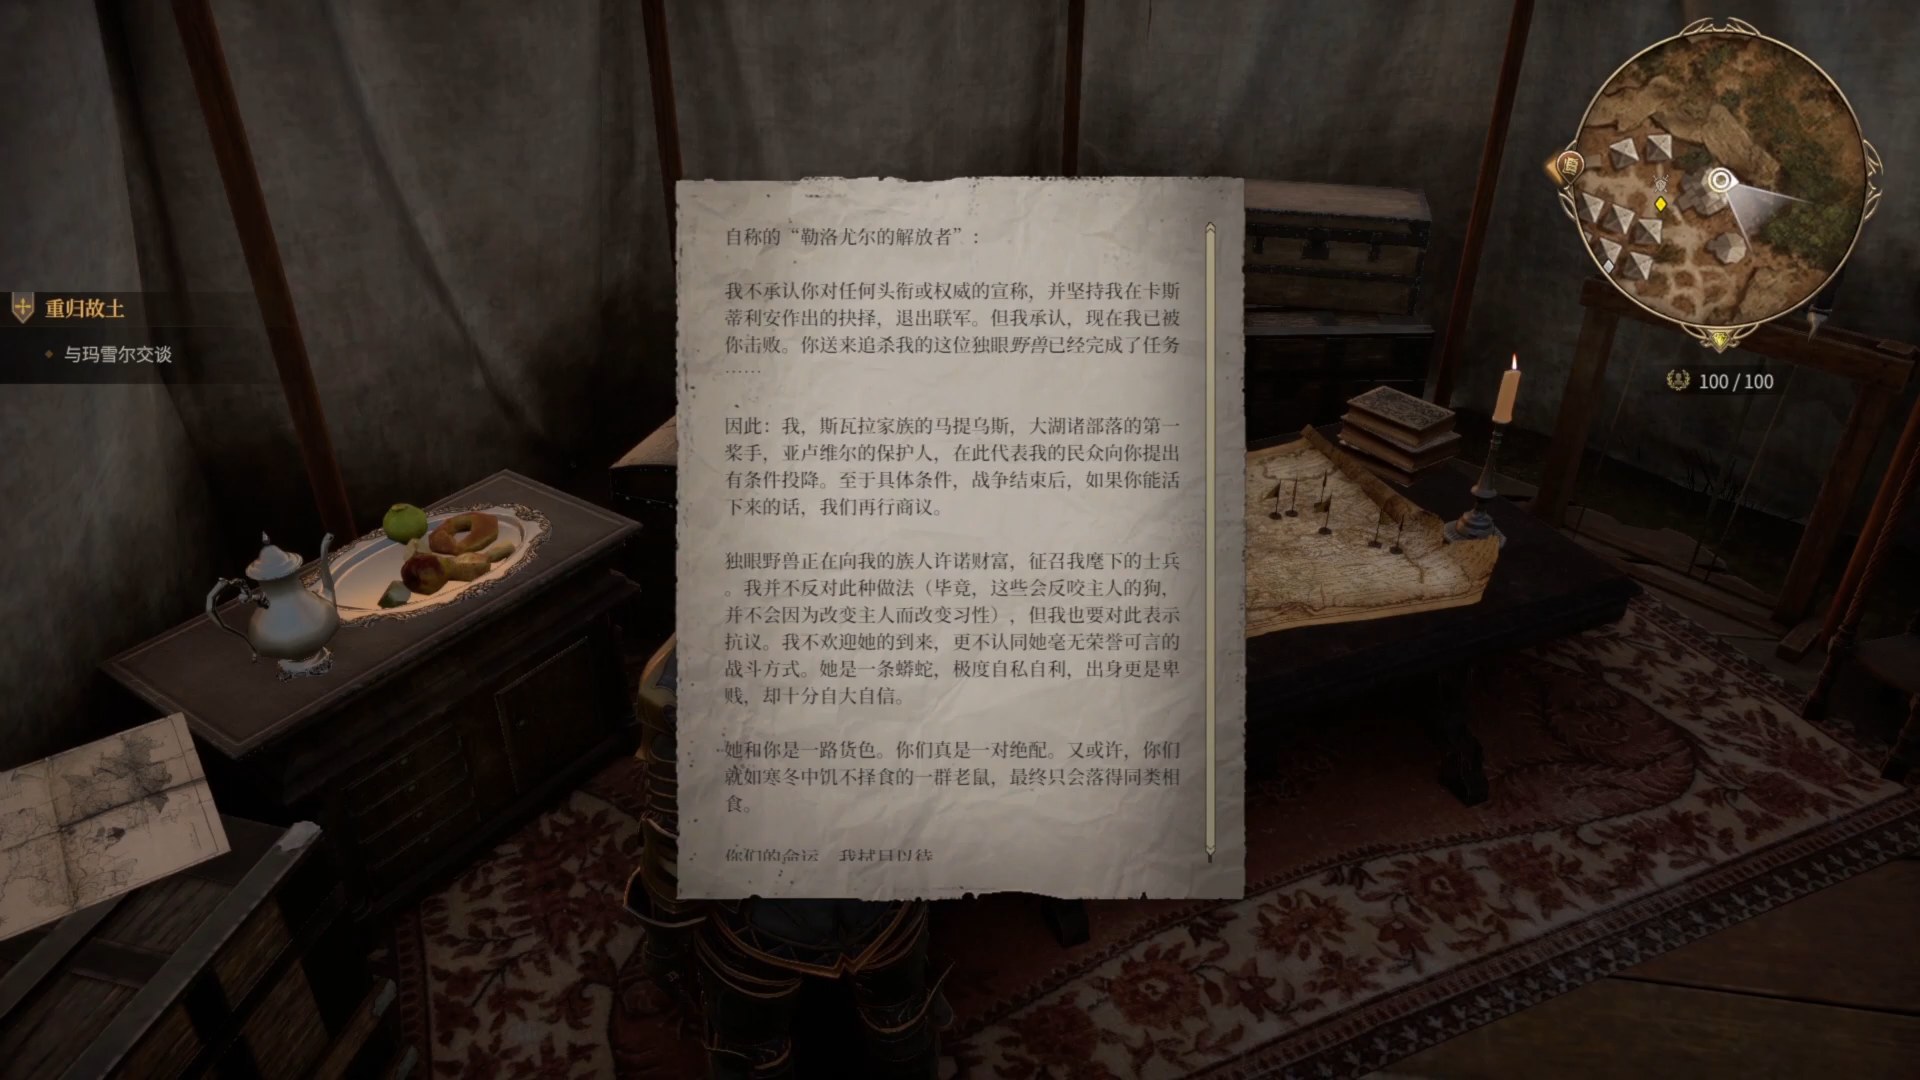 重归故土
与玛雪尔交谈
100 / 100
自称的“勒洛尤尔的解放者”：
我不承认你对任何头衔或权威的宣称，并坚持我在卡斯
蒂利安作出的抉择，退出联军。但我承认，现在我已被
你击败。你送来追杀我的这位独眼野兽已经完成了任务
……
因此：我，斯瓦拉家族的马提乌斯，大湖诸部落的第一
桨手，亚卢维尔的保护人，在此代表我的民众向你提出
有条件投降。至于具体条件，战争结束后，如果你能活
下来的话，我们再行商议。
独眼野兽正在向我的族人许诺财富，征召我麾下的士兵
。我并不反对此种做法（毕竟，这些会反咬主人的狗，
并不会因为改变主人而改变习性），但我也要对此表示
抗议。我不欢迎她的到来，更不认同她毫无荣誉可言的
战斗方式。她是一条蟒蛇，极度自私自利，出身更是卑
贱，却十分自大自信。
她和你是一路货色。你们真是一对绝配。又或许，你们
就如寒冬中饥不择食的一群老鼠，最终只会落得同类相
食。
你们的命运，我拭目以待